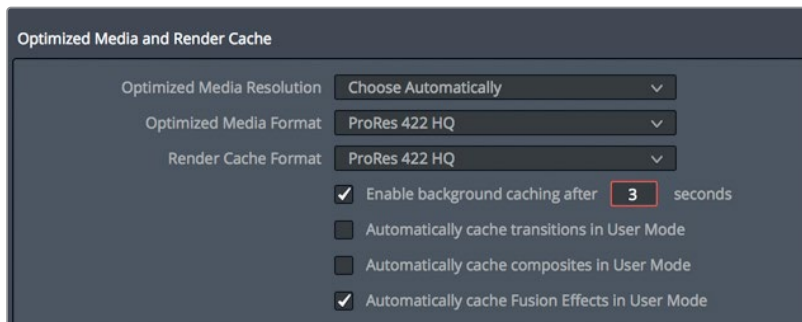 Optimized Media and Render Cache
Optimized Media Resolution Choose Automatically
Optimized Media Format ProRes 422 HQ
Render Cache Format ProRes 422 HQ
Enable background caching after 3 seconds
Automatically cache transitions in User Mode
Automatically cache composites in User Mode
Automatically cache Fusion Effects in User Mode